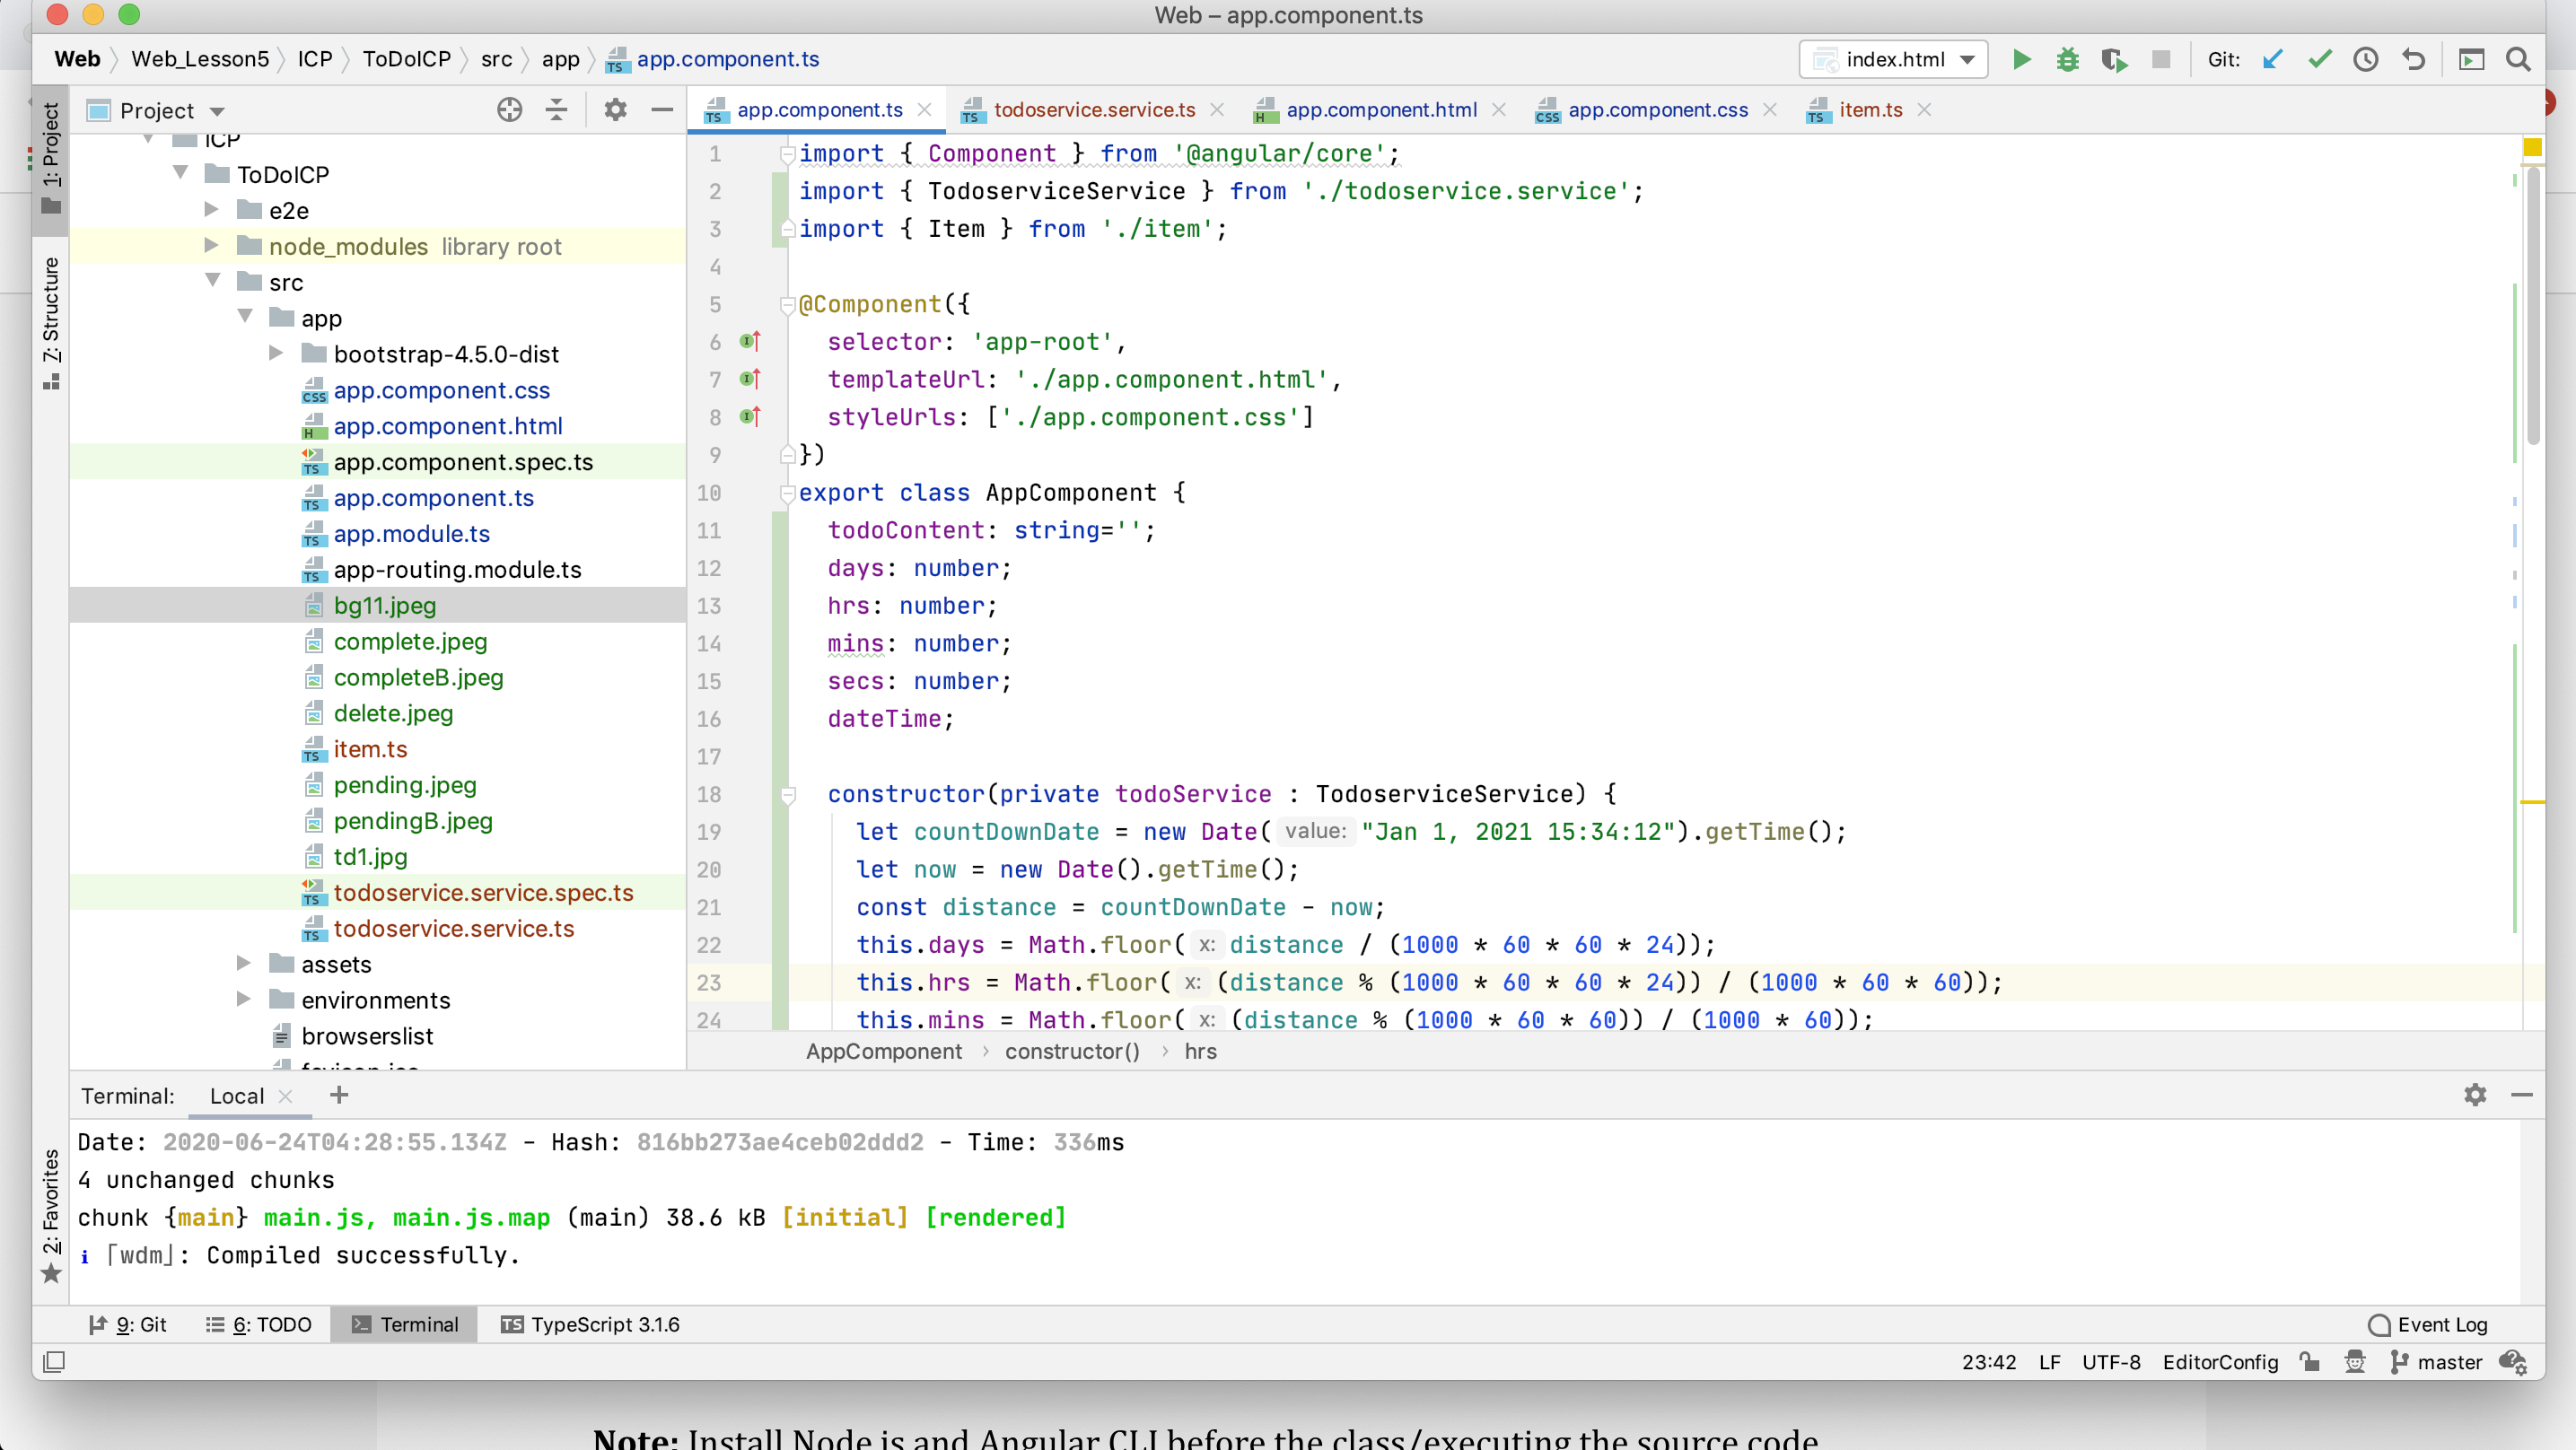 Web – app.component.ts
Web Web_Lesson5 ICP ToDoICP src app app.component.ts index.html Git:
1: Project
7: Structure
2: Favorites
Project
ICP
ToDoICP
e2e
node_modules library root
src
app
bootstrap-4.5.0-dist
app.component.css
app.component.html
app.component.spec.ts
app.component.ts
app.module.ts
app-routing.module.ts
bg11.jpeg
complete.jpeg
completeB.jpeg
delete.jpeg
item.ts
pending.jpeg
pendingB.jpeg
td1.jpg
todoservice.service.spec.ts
todoservice.service.ts
assets
environments
browserslist
favicon.ico
app.component.ts todoservice.service.ts app.component.html app.component.css item.ts
1 import { Component } from '@angular/core';
2 import { TodoserviceService } from './todoservice.service';
3 import { Item } from './item';
4
5 @Component({
6 selector: 'app-root',
7 templateUrl: './app.component.html',
8 styleUrls: ['./app.component.css']
9 })
10 export class AppComponent {
11 todoContent: string='';
12 days: number;
13 hrs: number;
14 mins: number;
15 secs: number;
16 dateTime;
17
18 constructor(private todoService : TodoserviceService) {
19 let countDownDate = new Date( value: "Jan 1, 2021 15:34:12").getTime();
20 let now = new Date().getTime();
21 const distance = countDownDate - now;
22 this.days = Math.floor( x: distance / (1000 * 60 * 60 * 24));
23 this.hrs = Math.floor( x: (distance % (1000 * 60 * 60 * 24)) / (1000 * 60 * 60));
24 this.mins = Math.floor( x: (distance % (1000 * 60 * 60)) / (1000 * 60));
AppComponent › constructor() › hrs
Terminal: Local
Date: 2020-06-24T04:28:55.134Z - Hash: 816bb273ae4ceb02ddd2 - Time: 336ms
4 unchanged chunks
chunk {main} main.js, main.js.map (main) 38.6 kB [initial] [rendered]
ℹ ｢wdm｣: Compiled successfully.
9: Git 6: TODO Terminal TypeScript 3.1.6 Event Log
23:42 LF UTF-8 EditorConfig master
Note: Install Node js and Angular CLI before the class/executing the source code